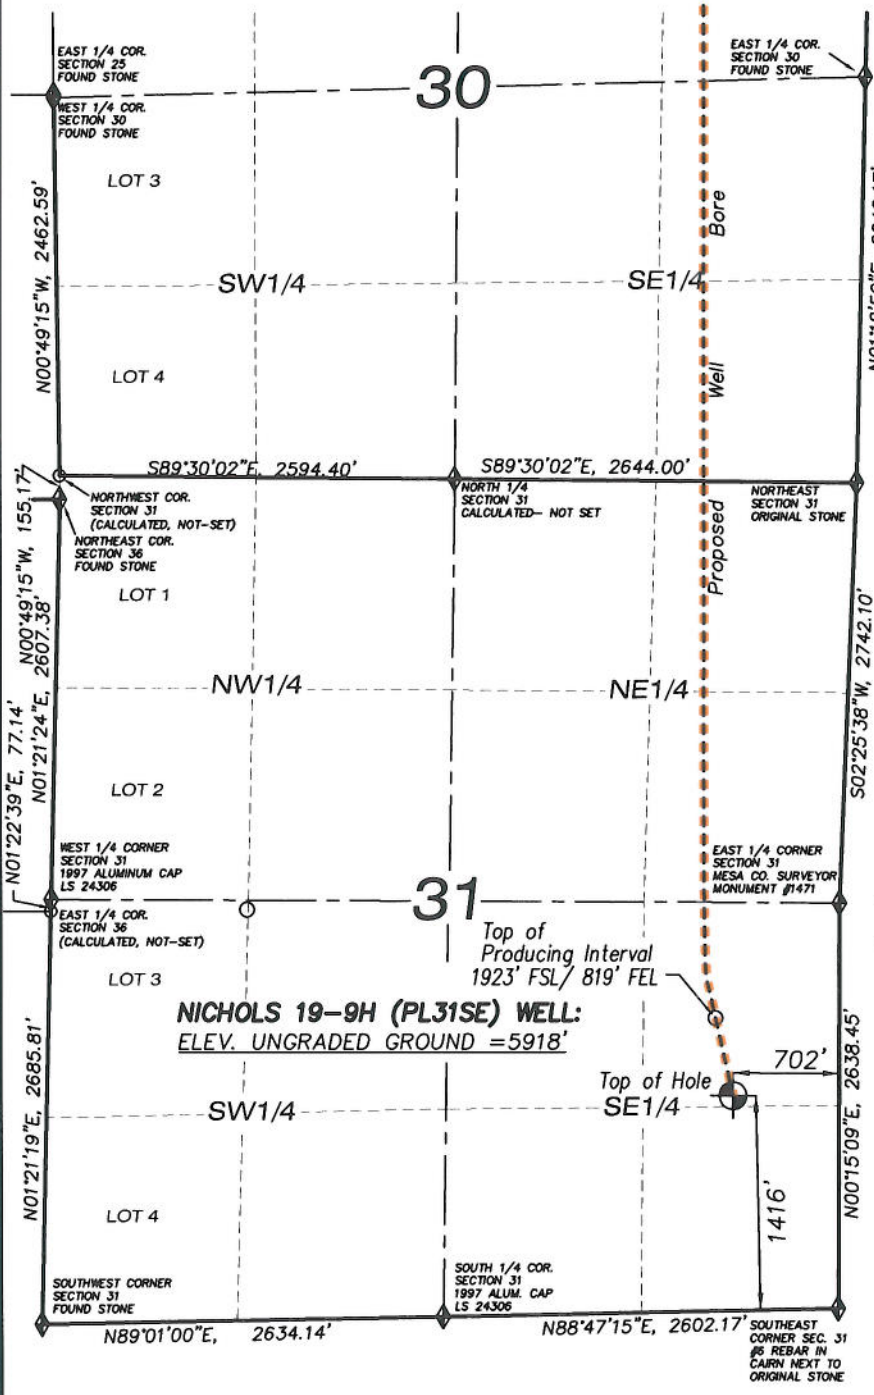 EAST 1/4 COR.
SECTION 25
FOUND STONE
WEST 1/4 COR.
SECTION 30
FOUND STONE
30
EAST 1/4 COR.
SECTION 30
FOUND STONE
LOT 3
N00°49'15"W, 2462.59'
Bore
SW1/4
SE1/4
LOT 4
Well
S89°30'02"E, 2594.40'
S89°30'02"E, 2644.00'
N00°49'15"W, 155.17'
NORTHWEST COR.
SECTION 31
(CALCULATED, NOT-SET)
NORTHEAST COR.
SECTION 36
FOUND STONE
NORTH 1/4
SECTION 31
CALCULATED- NOT SET
NORTHEAST
SECTION 31
ORIGINAL STONE
Proposed
LOT 1
N01°21'24"E, 2607.38'
S02°25'38"W, 2742.10'
NW1/4
NE1/4
N01°22'39"E, 77.14'
LOT 2
WEST 1/4 CORNER
SECTION 31
1997 ALUMINUM CAP
LS 24306
EAST 1/4 COR.
SECTION 36
(CALCULATED, NOT-SET)
31
EAST 1/4 CORNER
SECTION 31
MESA CO. SURVEYOR
MONUMENT #1471
LOT 3
Top of
Producing Interval
1923' FSL/ 819' FEL
NICHOLS 19-9H (PL31SE) WELL:
ELEV. UNGRADED GROUND =5918'
702'
Top of Hole
N01°21'19"E, 2685.81'
N00°15'09"E, 2638.45'
SW1/4
SE1/4
1416'
LOT 4
SOUTHWEST CORNER
SECTION 31
FOUND STONE
SOUTH 1/4 COR.
SECTION 31
1997 ALUM. CAP
LS 24306
N89°01'00"E, 2634.14'
N88°47'15"E, 2602.17'
SOUTHEAST
CORNER SEC. 31
#6 REBAR IN
CAIRN NEXT TO
ORIGINAL STONE